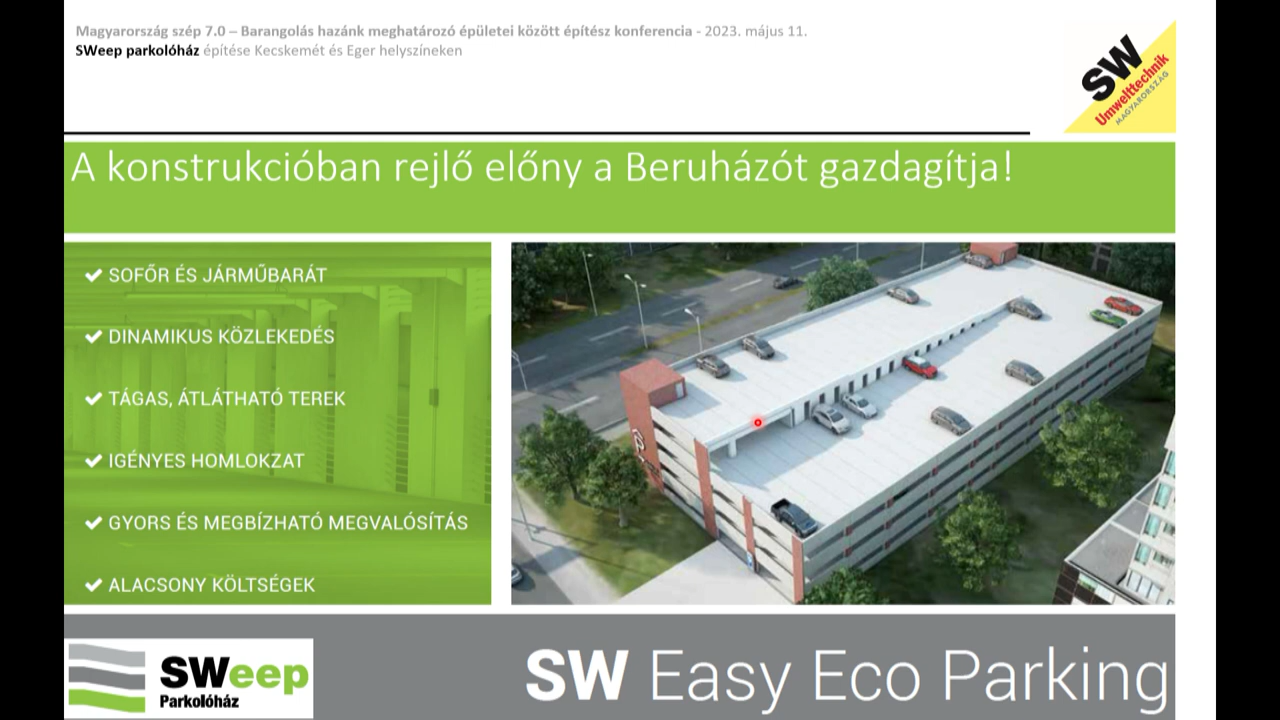 Magyarország szép 7.0 – Barangolás hazánk meghatározó épületei között építész konferencia - 2023. május 11.
SWeep parkolóház építése Kecskemét és Eger helyszíneken
SW
Umwelttechnik
MAGYARORSZÁG
A konstrukcióban rejlő előny a Beruházót gazdagítja!
✔ SOFŐR ÉS JÁRMŰBARÁT
✔ DINAMIKUS KÖZLEKEDÉS
✔ TÁGAS, ÁTLÁTHATÓ TEREK
✔ IGÉNYES HOMLOKZAT
✔ GYORS ÉS MEGBÍZHATÓ MEGVALÓSÍTÁS
✔ ALACSONY KÖLTSÉGEK
SWeep
Parkolóház
SW Easy Eco Parking